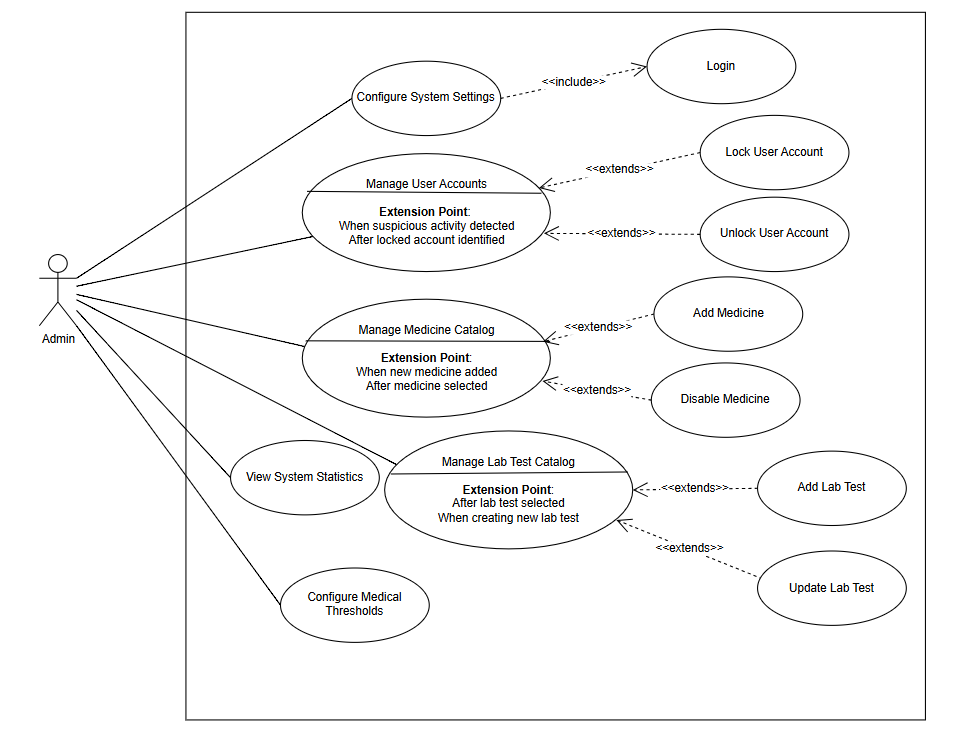 Login
<<include>>
Configure System Settings
Lock User Account
<<extends>>
Manage User Accounts
Extension Point:
When suspicious activity detected
After locked account identified
<<extends>>
Unlock User Account
Admin
Add Medicine
<<extends>>
Manage Medicine Catalog
Extension Point:
When new medicine added
After medicine selected
<<extends>>
Disable Medicine
Manage Lab Test Catalog
Extension Point:
After lab test selected
When creating new lab test
View System Statistics
<<extends>>
Add Lab Test
<<extends>>
Update Lab Test
Configure Medical
Thresholds